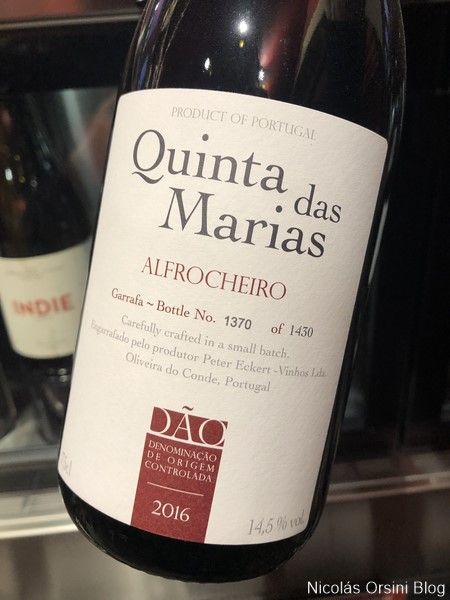 PRODUCT OF PORTUGAL
Quinta das
Marias
ALFROCHEIRO
Garrafa ~ Bottle No. 1370 of 1430
Carefully crafted in a small batch.
Engarrafado pelo produtor Peter Eckert -Vinhos Lda.
Oliveira do Conde, Portugal
DÃO
DENOMINAÇÃO
DE ORIGEM
CONTROLADA
2016
14,5 % vol.
INDIE
Nicolás Orsini Blog